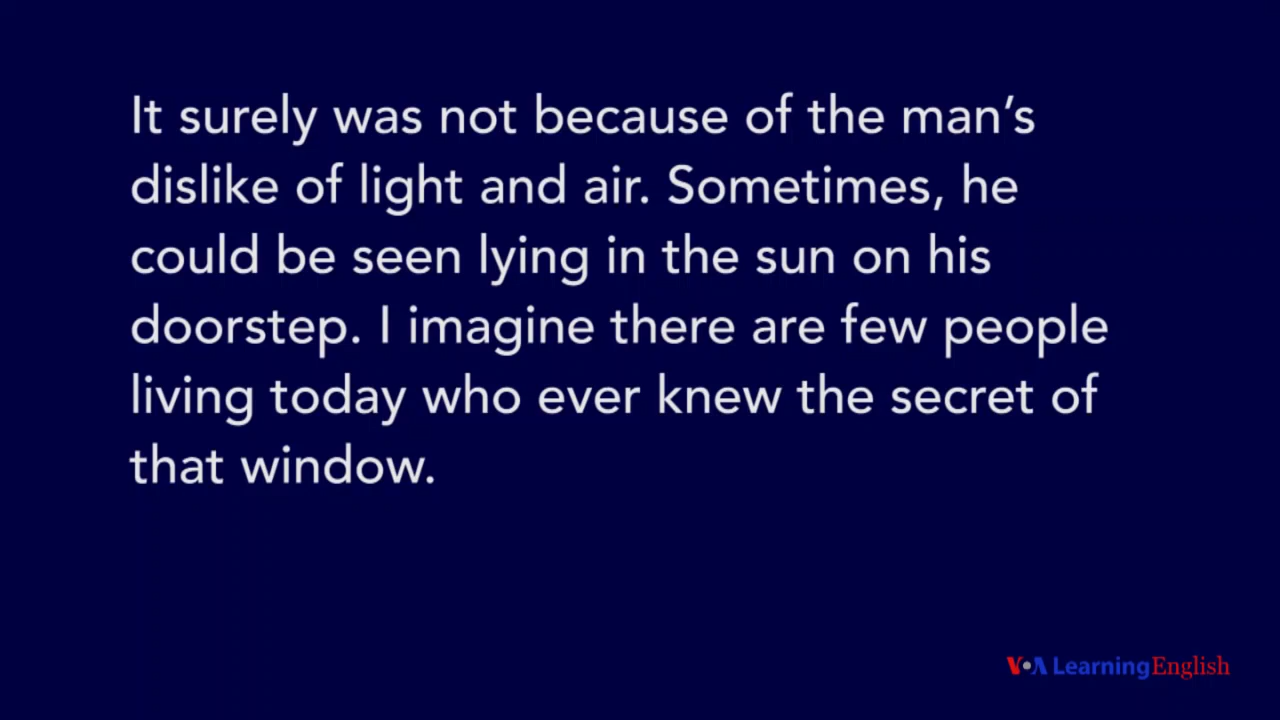 It surely was not because of the man’s
dislike of light and air. Sometimes, he
could be seen lying in the sun on his
doorstep. I imagine there are few people
living today who ever knew the secret of
that window.
VOA Learning English